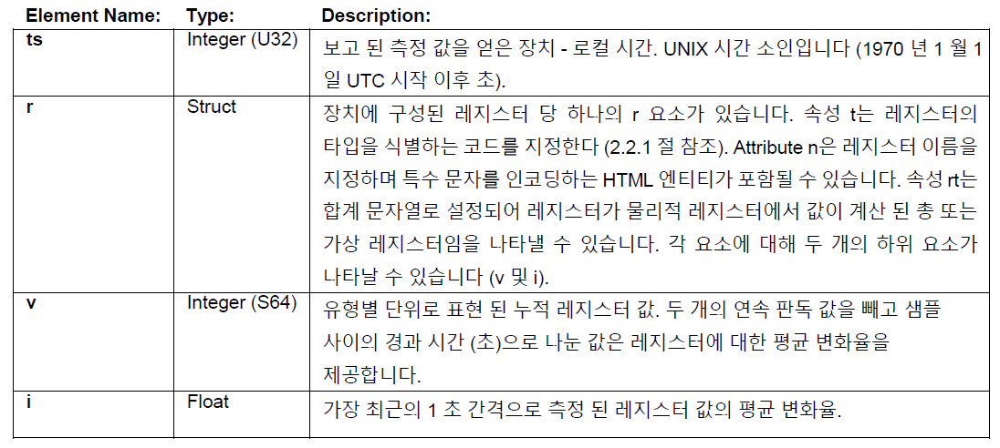 Element Name: Type: Description:
ts Integer (U32) 보고 된 측정 값을 얻은 장치 - 로컬 시간. UNIX 시간 소인입니다 (1970 년 1 월 1
일 UTC 시작 이후 초).
r Struct 장치에 구성된 레지스터 당 하나의 r 요소가 있습니다. 속성 t는 레지스터의
타입을 식별하는 코드를 지정한다 (2.2.1 절 참조). Attribute n은 레지스터 이름을
지정하며 특수 문자를 인코딩하는 HTML 엔티티가 포함될 수 있습니다. 속성 rt는
합계 문자열로 설정되어 레지스터가 물리적 레지스터에서 값이 계산 된 총 또는
가상 레지스터임을 나타낼 수 있습니다. 각 요소에 대해 두 개의 하위 요소가
나타날 수 있습니다 (v 및 i).
v Integer (S64) 유형별 단위로 표현 된 누적 레지스터 값. 두 개의 연속 판독 값을 빼고 샘플
사이의 경과 시간 (초)으로 나눈 값은 레지스터에 대한 평균 변화율을
제공합니다.
i Float 가장 최근의 1 초 간격으로 측정 된 레지스터 값의 평균 변화율.